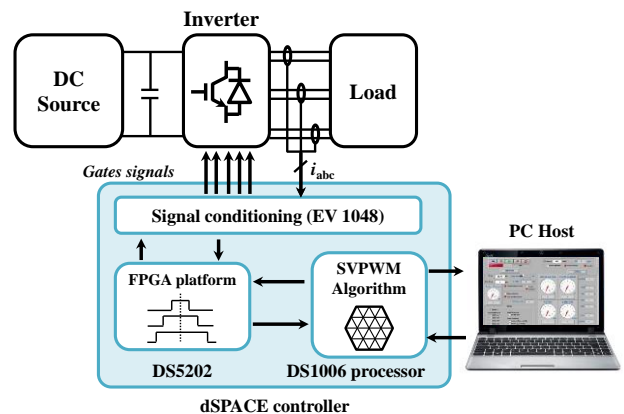 Inverter
DC
Source
Load
Gates signals
iabc
Signal conditioning (EV 1048)
PC Host
FPGA platform
SVPWM
Algorithm
DS5202
DS1006 processor
dSPACE controller